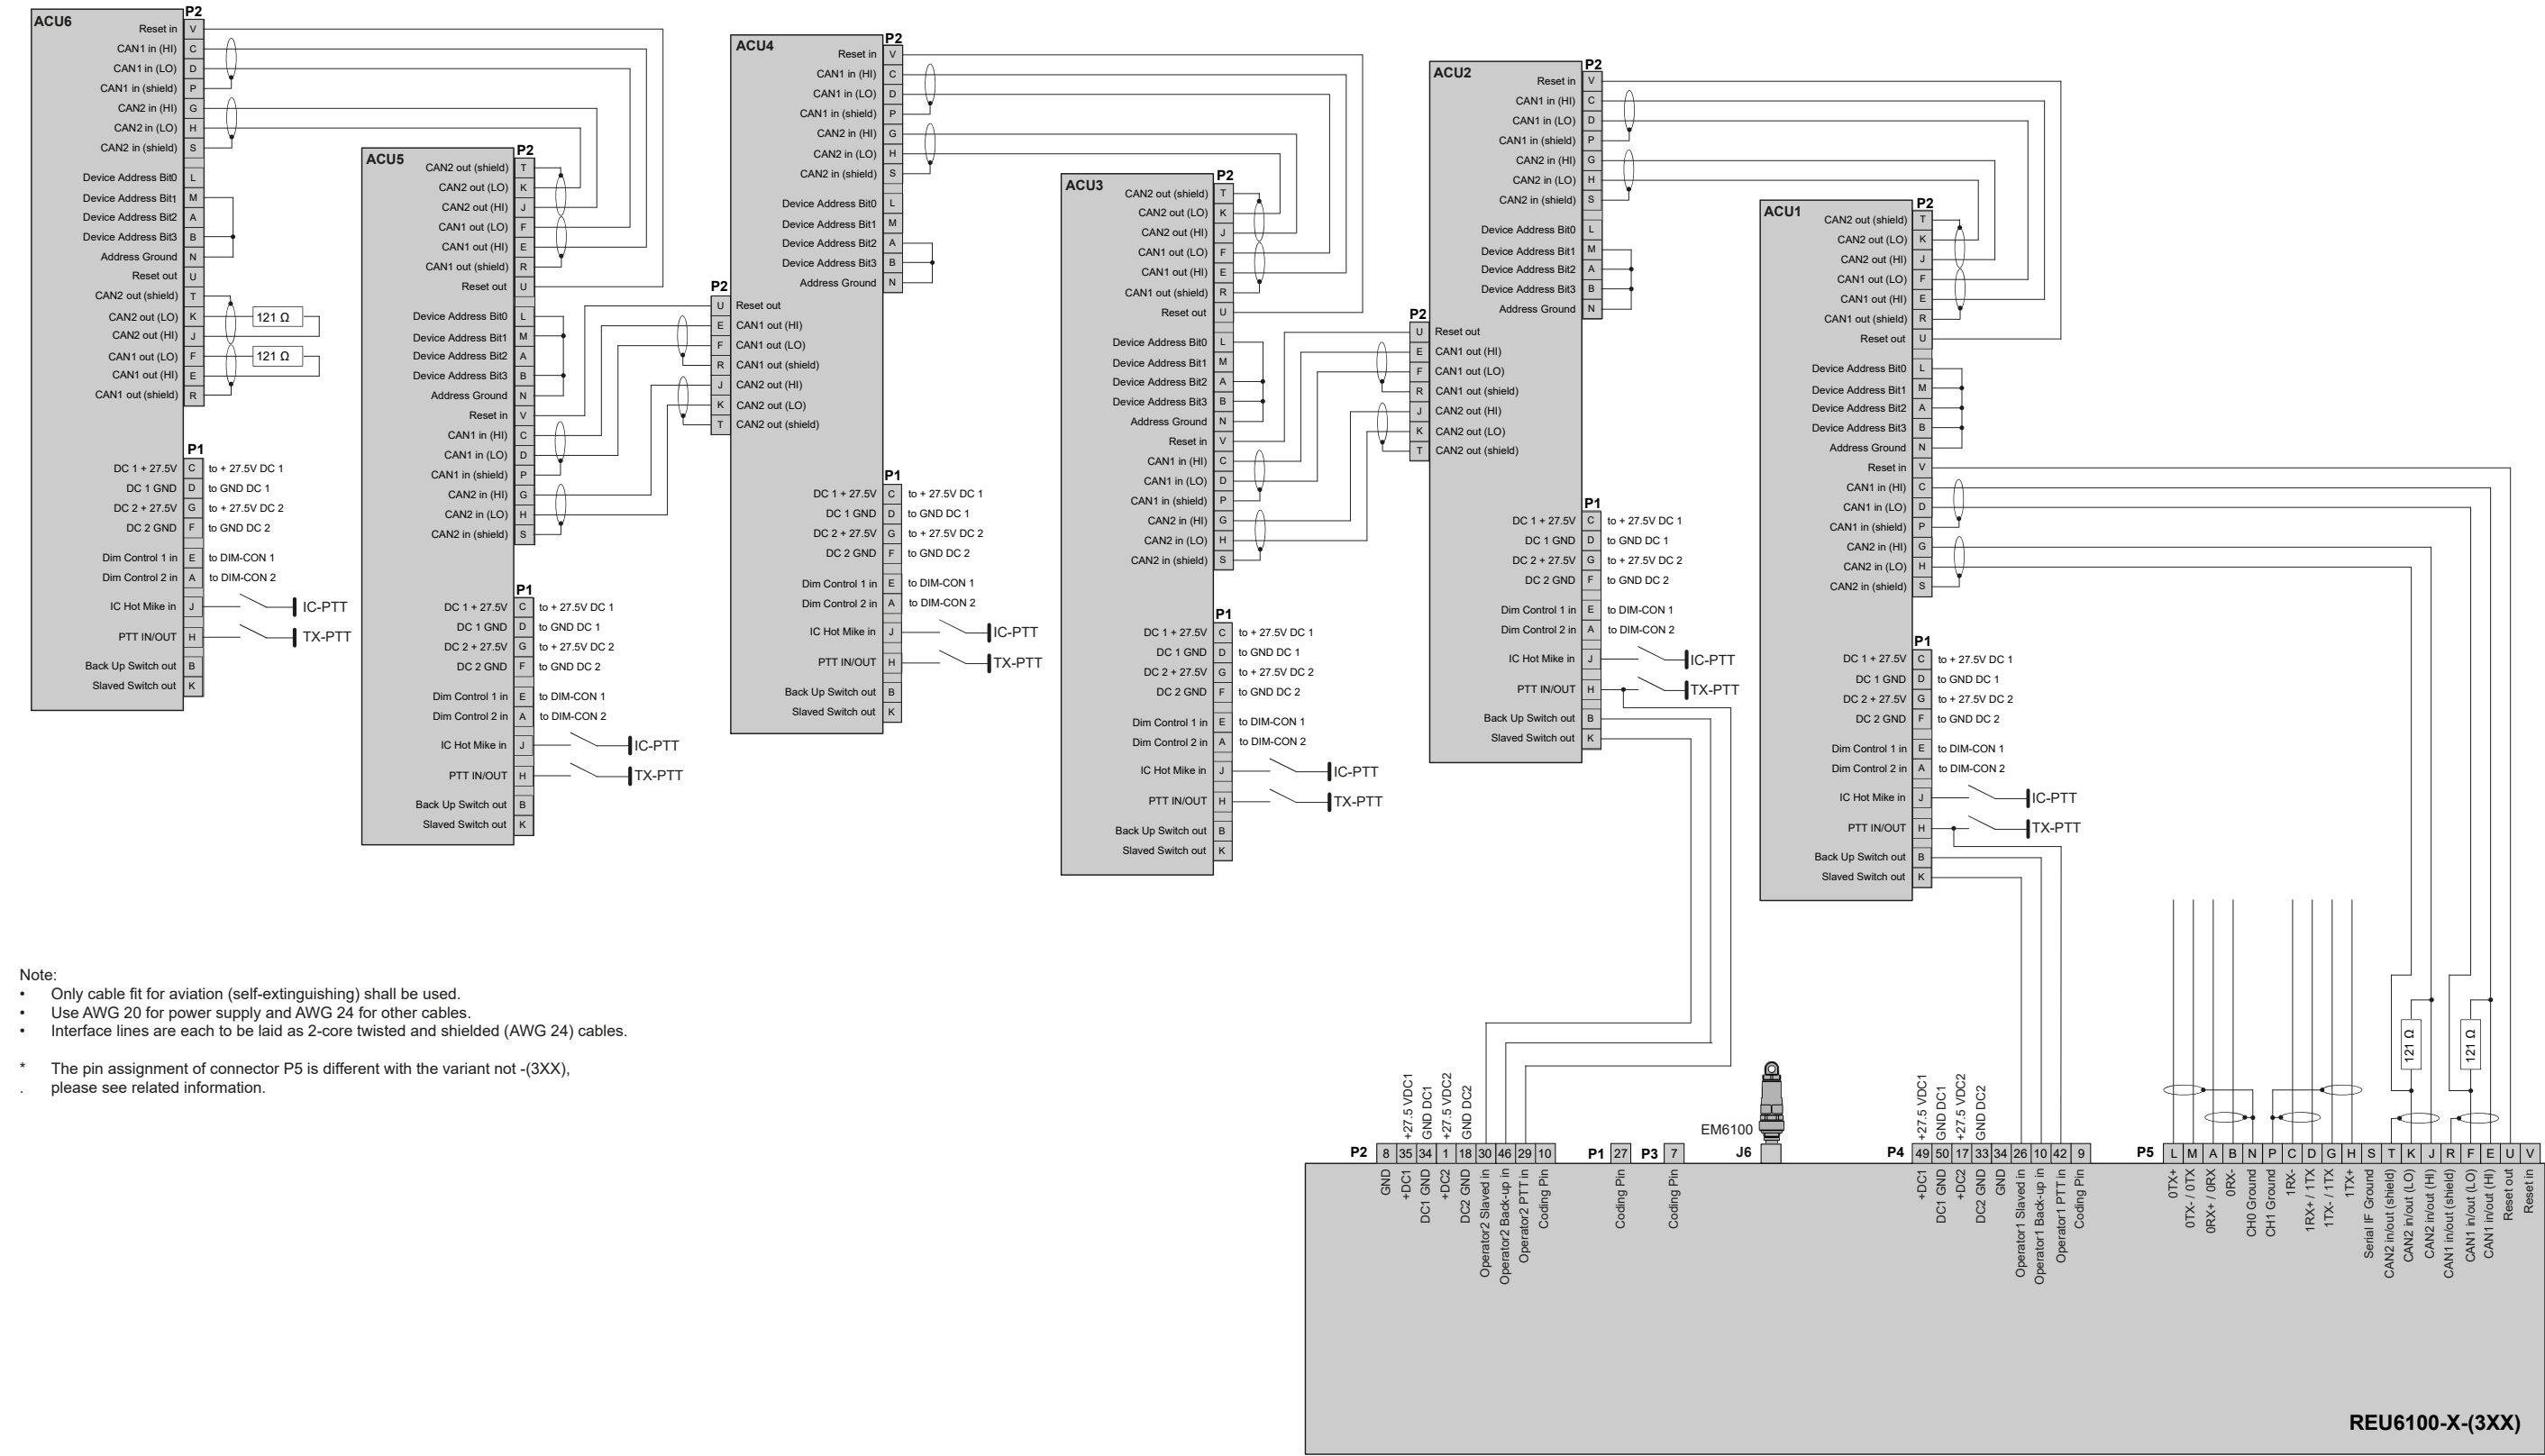 ACU6
P2
Reset in V
CAN1 in (HI) C
CAN1 in (LO) D
CAN1 in (shield) P
CAN2 in (HI) G
CAN2 in (LO) H
CAN2 in (shield) S
Device Address Bit0 L
Device Address Bit1 M
Device Address Bit2 A
Device Address Bit3 B
Address Ground N
Reset out U
CAN2 out (shield) T
CAN2 out (LO) K 121 Ω
CAN2 out (HI) J
CAN1 out (LO) F 121 Ω
CAN1 out (HI) E
CAN1 out (shield) R
P1
DC 1 + 27.5V C to + 27.5V DC 1
DC 1 GND D to GND DC 1
DC 2 + 27.5V G to + 27.5V DC 2
DC 2 GND F to GND DC 2
Dim Control 1 in E to DIM-CON 1
Dim Control 2 in A to DIM-CON 2
IC Hot Mike in J IC-PTT
PTT IN/OUT H TX-PTT
Back Up Switch out B
Slaved Switch out K
ACU5
P2
CAN2 out (shield) T
CAN2 out (LO) K
CAN2 out (HI) J
CAN1 out (LO) F
CAN1 out (HI) E
CAN1 out (shield) R
Reset out U
Device Address Bit0 L
Device Address Bit1 M
Device Address Bit2 A
Device Address Bit3 B
Address Ground N
Reset in V
CAN1 in (HI) C
CAN1 in (LO) D
CAN1 in (shield) P
CAN2 in (HI) G
CAN2 in (LO) H
CAN2 in (shield) S
P1
DC 1 + 27.5V C to + 27.5V DC 1
DC 1 GND D to GND DC 1
DC 2 + 27.5V G to + 27.5V DC 2
DC 2 GND F to GND DC 2
Dim Control 1 in E to DIM-CON 1
Dim Control 2 in A to DIM-CON 2
IC Hot Mike in J IC-PTT
PTT IN/OUT H TX-PTT
Back Up Switch out B
Slaved Switch out K
ACU4
P2
Reset in V
CAN1 in (HI) C
CAN1 in (LO) D
CAN1 in (shield) P
CAN2 in (HI) G
CAN2 in (LO) H
CAN2 in (shield) S
Device Address Bit0 L
Device Address Bit1 M
Device Address Bit2 A
Device Address Bit3 B
Address Ground N
P2
U Reset out
E CAN1 out (HI)
F CAN1 out (LO)
R CAN1 out (shield)
J CAN2 out (HI)
K CAN2 out (LO)
T CAN2 out (shield)
P1
DC 1 + 27.5V C to + 27.5V DC 1
DC 1 GND D to GND DC 1
DC 2 + 27.5V G to + 27.5V DC 2
DC 2 GND F to GND DC 2
Dim Control 1 in E to DIM-CON 1
Dim Control 2 in A to DIM-CON 2
IC Hot Mike in J IC-PTT
PTT IN/OUT H TX-PTT
Back Up Switch out B
Slaved Switch out K
ACU3
P2
CAN2 out (shield) T
CAN2 out (LO) K
CAN2 out (HI) J
CAN1 out (LO) F
CAN1 out (HI) E
CAN1 out (shield) R
Reset out U
Device Address Bit0 L
Device Address Bit1 M
Device Address Bit2 A
Device Address Bit3 B
Address Ground N
Reset in V
CAN1 in (HI) C
CAN1 in (LO) D
CAN1 in (shield) P
CAN2 in (HI) G
CAN2 in (LO) H
CAN2 in (shield) S
P1
DC 1 + 27.5V C to + 27.5V DC 1
DC 1 GND D to GND DC 1
DC 2 + 27.5V G to + 27.5V DC 2
DC 2 GND F to GND DC 2
Dim Control 1 in E to DIM-CON 1
Dim Control 2 in A to DIM-CON 2
IC Hot Mike in J IC-PTT
PTT IN/OUT H TX-PTT
Back Up Switch out B
Slaved Switch out K
ACU2
P2
Reset in V
CAN1 in (HI) C
CAN1 in (LO) D
CAN1 in (shield) P
CAN2 in (HI) G
CAN2 in (LO) H
CAN2 in (shield) S
Device Address Bit0 L
Device Address Bit1 M
Device Address Bit2 A
Device Address Bit3 B
Address Ground N
P2
U Reset out
E CAN1 out (HI)
F CAN1 out (LO)
R CAN1 out (shield)
J CAN2 out (HI)
K CAN2 out (LO)
T CAN2 out (shield)
P1
DC 1 + 27.5V C to + 27.5V DC 1
DC 1 GND D to GND DC 1
DC 2 + 27.5V G to + 27.5V DC 2
DC 2 GND F to GND DC 2
Dim Control 1 in E to DIM-CON 1
Dim Control 2 in A to DIM-CON 2
IC Hot Mike in J IC-PTT
PTT IN/OUT H TX-PTT
Back Up Switch out B
Slaved Switch out K
ACU1
P2
CAN2 out (shield) T
CAN2 out (LO) K
CAN2 out (HI) J
CAN1 out (LO) F
CAN1 out (HI) E
CAN1 out (shield) R
Reset out U
Device Address Bit0 L
Device Address Bit1 M
Device Address Bit2 A
Device Address Bit3 B
Address Ground N
Reset in V
CAN1 in (HI) C
CAN1 in (LO) D
CAN1 in (shield) P
CAN2 in (HI) G
CAN2 in (LO) H
CAN2 in (shield) S
P1
DC 1 + 27.5V C to + 27.5V DC 1
DC 1 GND D to GND DC 1
DC 2 + 27.5V G to + 27.5V DC 2
DC 2 GND F to GND DC 2
Dim Control 1 in E to DIM-CON 1
Dim Control 2 in A to DIM-CON 2
IC Hot Mike in J IC-PTT
PTT IN/OUT H TX-PTT
Back Up Switch out B
Slaved Switch out K
Note:
• Only cable fit for aviation (self-extinguishing) shall be used.
• Use AWG 20 for power supply and AWG 24 for other cables.
• Interface lines are each to be laid as 2-core twisted and shielded (AWG 24) cables.
* The pin assignment of connector P5 is different with the variant not -(3XX),
. please see related information.
+27.5 VDC1
GND DC1
+27.5 VDC2
GND DC2
P2 8 35 34 1 18 30 46 29 10
GND
+DC1
DC1 GND
+DC2
DC2 GND
Operator2 Slaved in
Operator2 Back-up in
Operator2 PTT in
Coding Pin
P1 27
Coding Pin
P3 7
Coding Pin
EM6100
J6
+27.5 VDC1
GND DC1
+27.5 VDC2
GND DC2
P4 49 50 17 33 34 26 10 42 9
+DC1
DC1 GND
+DC2
DC2 GND
GND
Operator1 Slaved in
Operator1 Back-up in
Operator1 PTT in
Coding Pin
121 Ω
121 Ω
P5 L M A B N P C D G H S T K J R F E U V
0TX+
0TX- / 0TX
0RX+ / 0RX
0RX-
CH0 Ground
CH1 Ground
1RX-
1RX+ / 1TX
1TX- / 1TX
1TX+
Serial IF Ground
CAN2 in/out (shield)
CAN2 in/out (LO)
CAN2 in/out (HI)
CAN1 in/out (shield)
CAN1 in/out (LO)
CAN1 in/out (HI)
Reset out
Reset in
REU6100-X-(3XX)